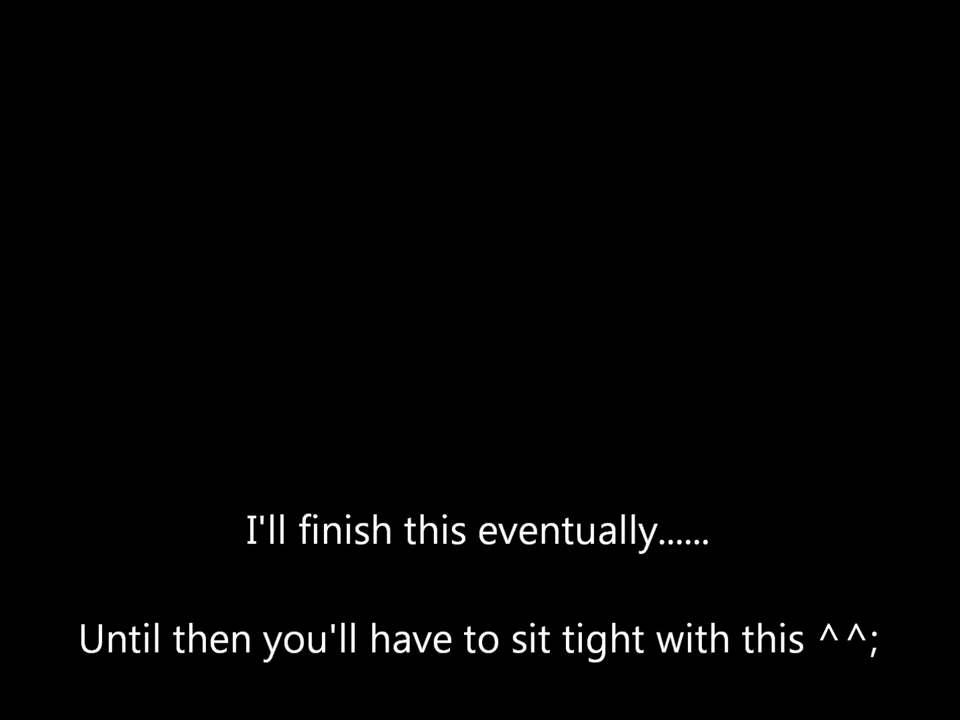 I'll finish this eventually......
Until then you'll have to sit tight with this ^^;